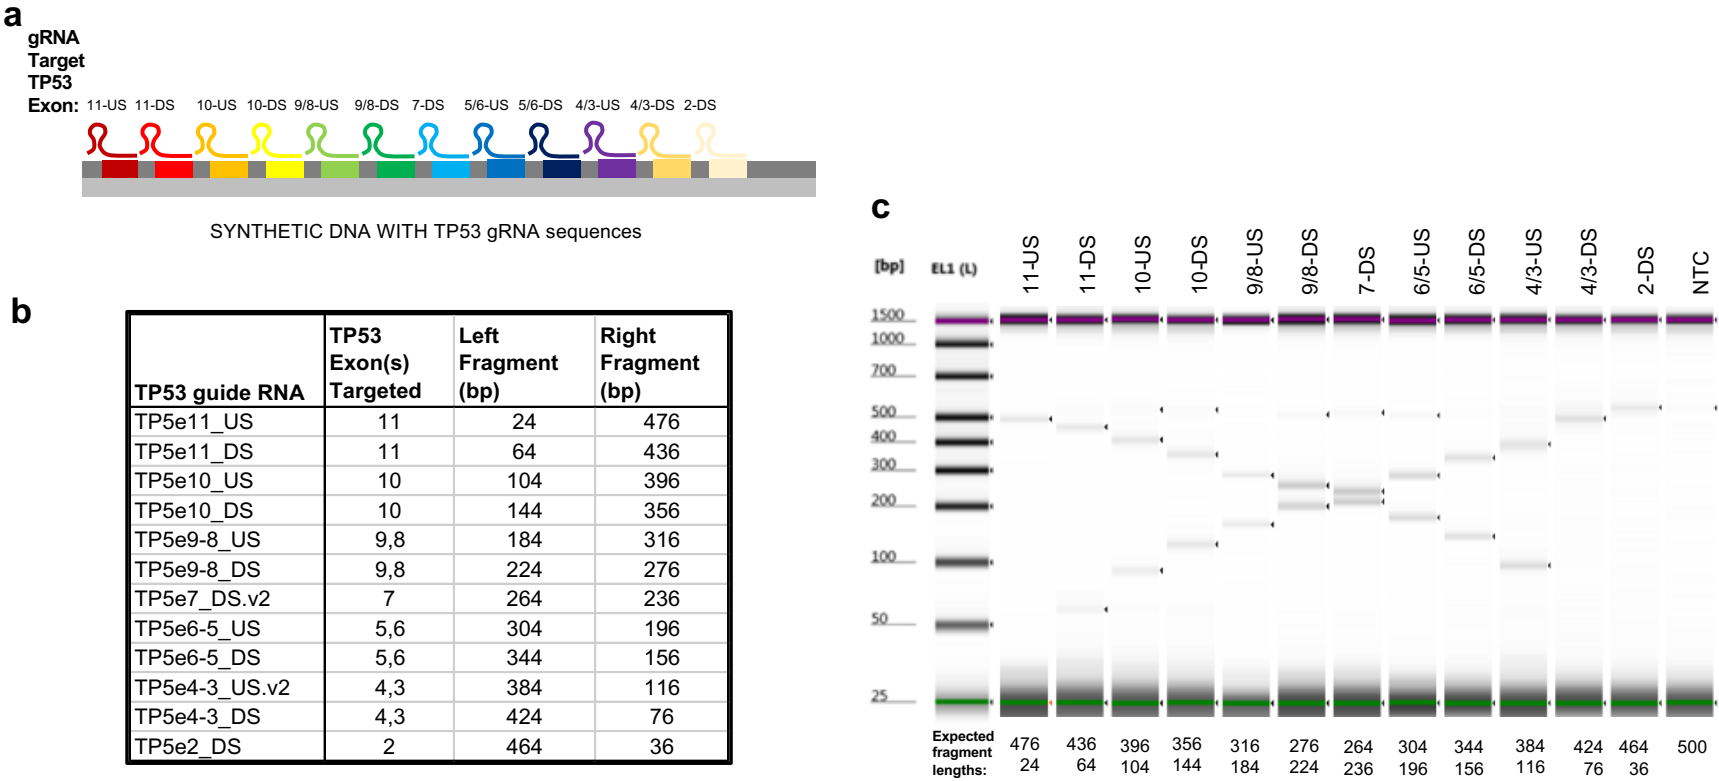 a
gRNA
Target
TP53
Exon: 11-US 11-DS 10-US 10-DS 9/8-US 9/8-DS 7-DS 5/6-US 5/6-DS 4/3-US 4/3-DS 2-DS
SYNTHETIC DNA WITH TP53 gRNA sequences
b
TP53 guide RNA TP53 Exon(s) Targeted Left Fragment (bp) Right Fragment (bp)
TP5e11_US 11 24 476
TP5e11_DS 11 64 436
TP5e10_US 10 104 396
TP5e10_DS 10 144 356
TP5e9-8_US 9,8 184 316
TP5e9-8_DS 9,8 224 276
TP5e7_DS.v2 7 264 236
TP5e6-5_US 5,6 304 196
TP5e6-5_DS 5,6 344 156
TP5e4-3_US.v2 4,3 384 116
TP5e4-3_DS 4,3 424 76
TP5e2_DS 2 464 36
c
[bp] EL1 (L) 11-US 11-DS 10-US 10-DS 9/8-US 9/8-DS 7-DS 6/5-US 6/5-DS 4/3-US 4/3-DS 2-DS NTC
1500
1000
700
500
400
300
200
100
50
25
Expected
fragment
lengths:
476 436 396 356 316 276 264 304 344 384 424 464 500
24 64 104 144 184 224 236 196 156 116 76 36